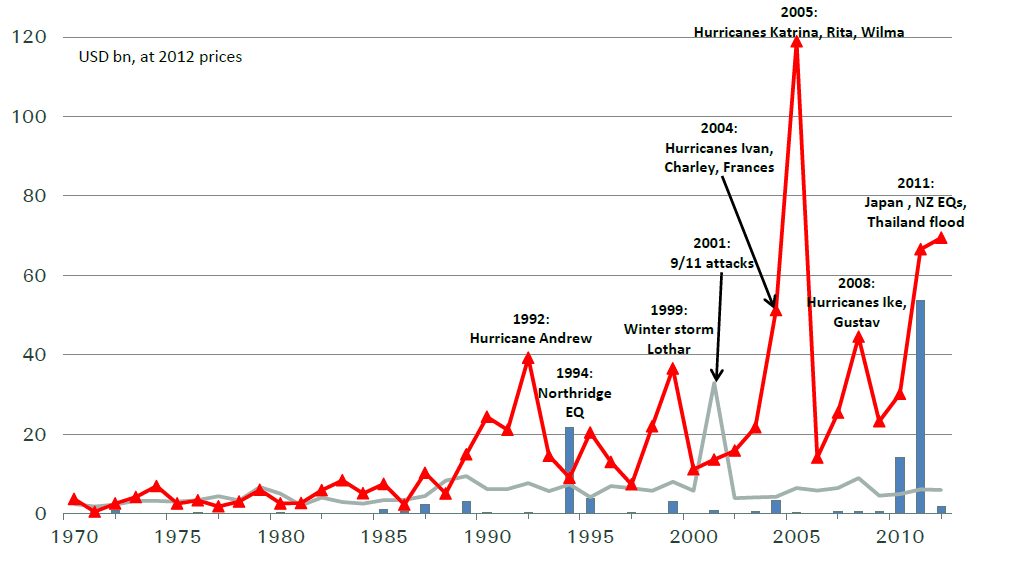 2005:
Hurricanes Katrina, Rita, Wilma
120
USD bn, at 2012 prices
100
2004:
Hurricanes Ivan,
Charley, Frances
80
2011:
Japan , NZ EQs,
Thailand flood
2001:
9/11 attacks
60
2008:
Hurricanes Ike,
Gustav
1999:
Winter storm
Lothar
1992:
Hurricane Andrew
40
1994:
Northridge
EQ
20
0
1970 1975 1980 1985 1990 1995 2000 2005 2010